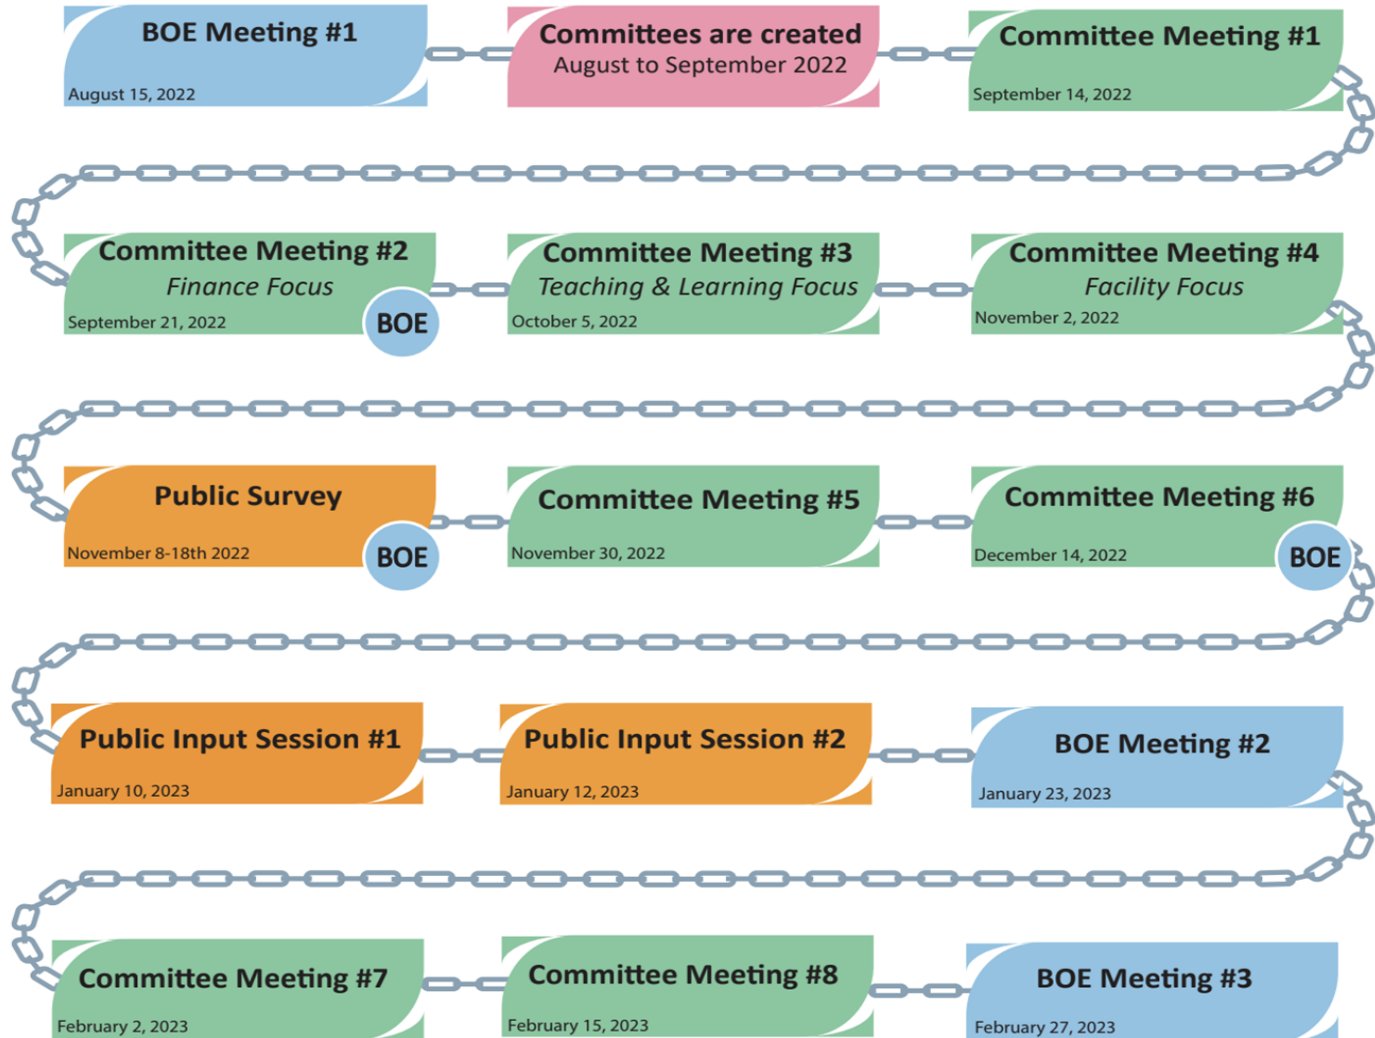 BOE Meeting #1
August 15, 2022
Committees are created
August to September 2022
Committee Meeting #1
September 14, 2022
Committee Meeting #2
Finance Focus
September 21, 2022
BOE
Committee Meeting #3
Teaching & Learning Focus
October 5, 2022
Committee Meeting #4
Facility Focus
November 2, 2022
Public Survey
November 8-18th 2022
BOE
Committee Meeting #5
November 30, 2022
Committee Meeting #6
December 14, 2022
BOE
Public Input Session #1
January 10, 2023
Public Input Session #2
January 12, 2023
BOE Meeting #2
January 23, 2023
Committee Meeting #7
February 2, 2023
Committee Meeting #8
February 15, 2023
BOE Meeting #3
February 27, 2023